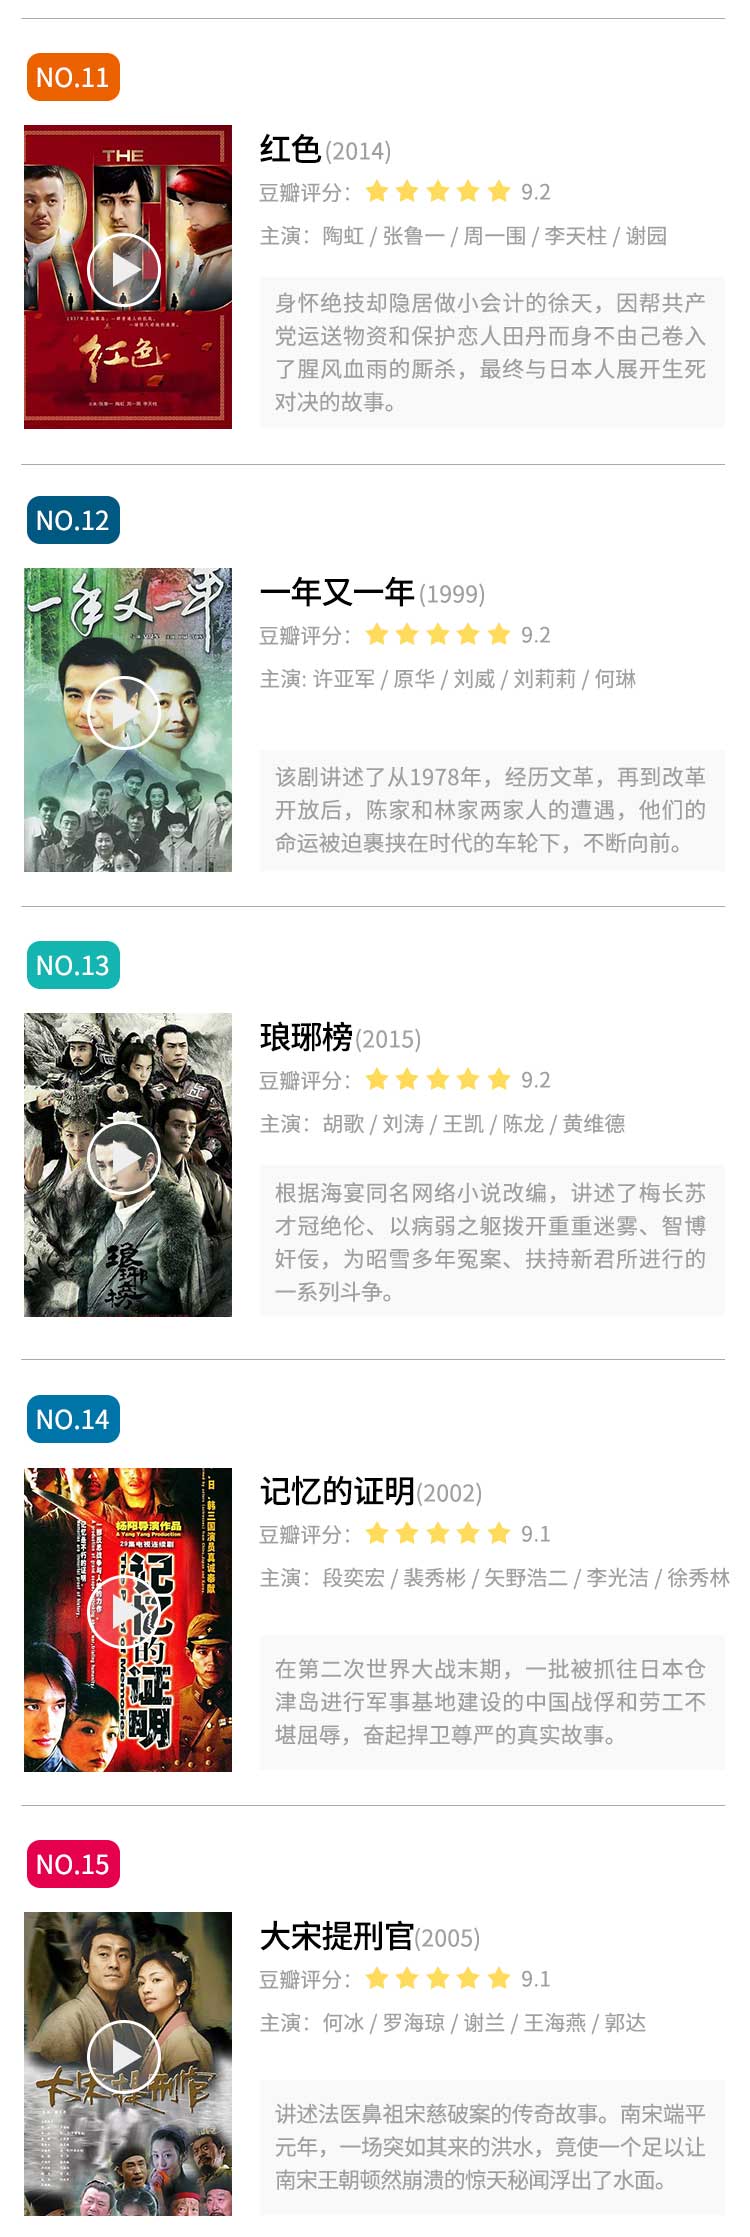 NO.11
THE
RED
红色
红色(2014)
豆瓣评分： 9.2
主演：陶虹 / 张鲁一 / 周一围 / 李天柱 / 谢园
身怀绝技却隐居做小会计的徐天，因帮共产
党运送物资和保护恋人田丹而身不由己卷入
了腥风血雨的厮杀，最终与日本人展开生死
对决的故事。
NO.12
一年又一年
一年又一年(1999)
豆瓣评分： 9.2
主演: 许亚军 / 原华 / 刘威 / 刘莉莉 / 何琳
该剧讲述了从1978年，经历文革，再到改革
开放后，陈家和林家两家人的遭遇，他们的
命运被迫裹挟在时代的车轮下，不断向前。
NO.13
琅琊榜
琅琊榜(2015)
豆瓣评分： 9.2
主演：胡歌 / 刘涛 / 王凯 / 陈龙 / 黄维德
根据海宴同名网络小说改编，讲述了梅长苏
才冠绝伦、以病弱之躯拨开重重迷雾、智博
奸佞，为昭雪多年冤案、扶持新君所进行的
一系列斗争。
NO.14
杨阳导演作品
A Yang Yang Production
29集电视连续剧
日、韩三国演员真诚奉献
记忆的证明
记忆的证明(2002)
豆瓣评分： 9.1
主演：段奕宏 / 裴秀彬 / 矢野浩二 / 李光洁 / 徐秀林
在第二次世界大战末期，一批被抓往日本仓
津岛进行军事基地建设的中国战俘和劳工不
堪屈辱，奋起捍卫尊严的真实故事。
NO.15
大宋提刑官
大宋提刑官(2005)
豆瓣评分： 9.1
主演：何冰 / 罗海琼 / 谢兰 / 王海燕 / 郭达
讲述法医鼻祖宋慈破案的传奇故事。南宋端平
元年，一场突如其来的洪水，竟使一个足以让
南宋王朝顿然崩溃的惊天秘闻浮出了水面。